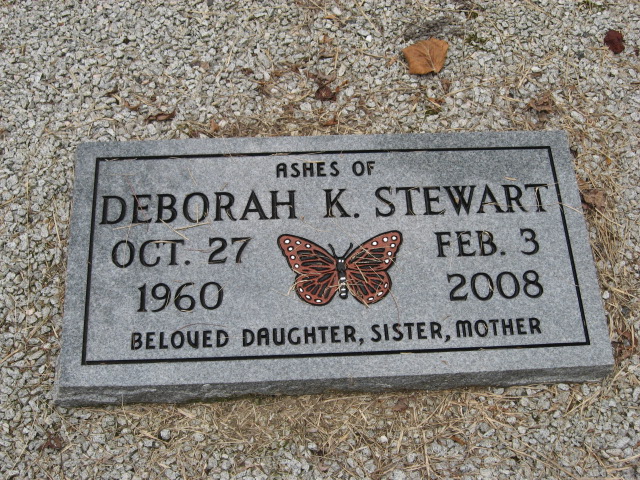 ASHES OF
DEBORAH K. STEWART
OCT. 27 FEB. 3
1960 2008
BELOVED DAUGHTER, SISTER, MOTHER